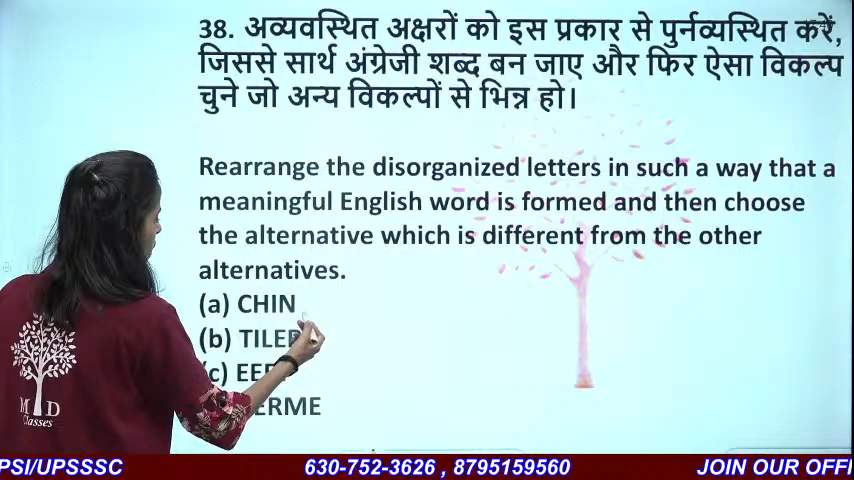 38. अव्यवस्थित अक्षरों को इस प्रकार से पुर्नव्यस्थित करें,
जिससे सार्थ अंग्रेजी शब्द बन जाए और फिर ऐसा विकल्प
चुने जो अन्य विकल्पों से भिन्न हो।
Rearrange the disorganized letters in such a way that a
meaningful English word is formed and then choose
the alternative which is different from the other
alternatives.
(a) CHIN
(b) TILER
(c)
ERME
M D
Classes
PSI/UPSSSC 630-752-3626 , 8795159560 JOIN OUR OFFI